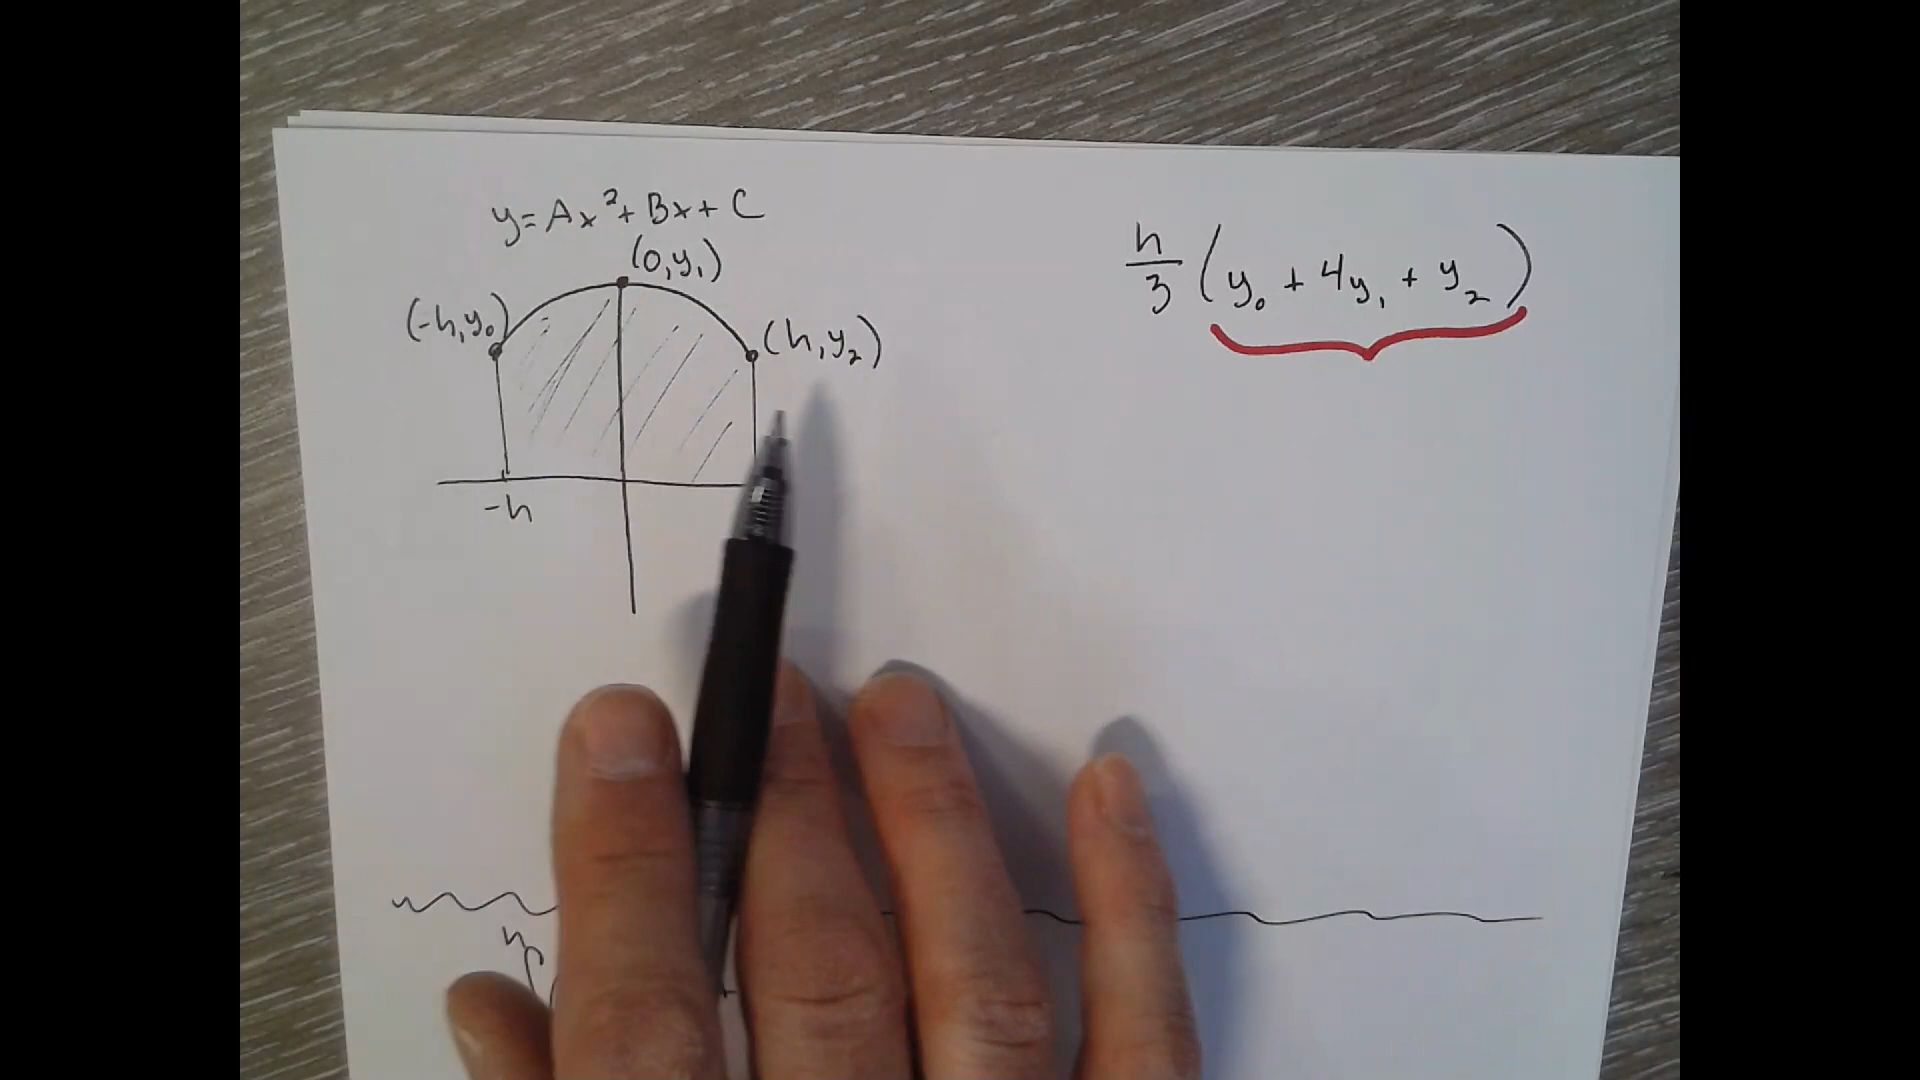 y=Ax²+Bx+C
(0,y₁)
(-h,y₀)
(h,y₂)
-h
h/3 (y₀ + 4y₁ + y₂)
h